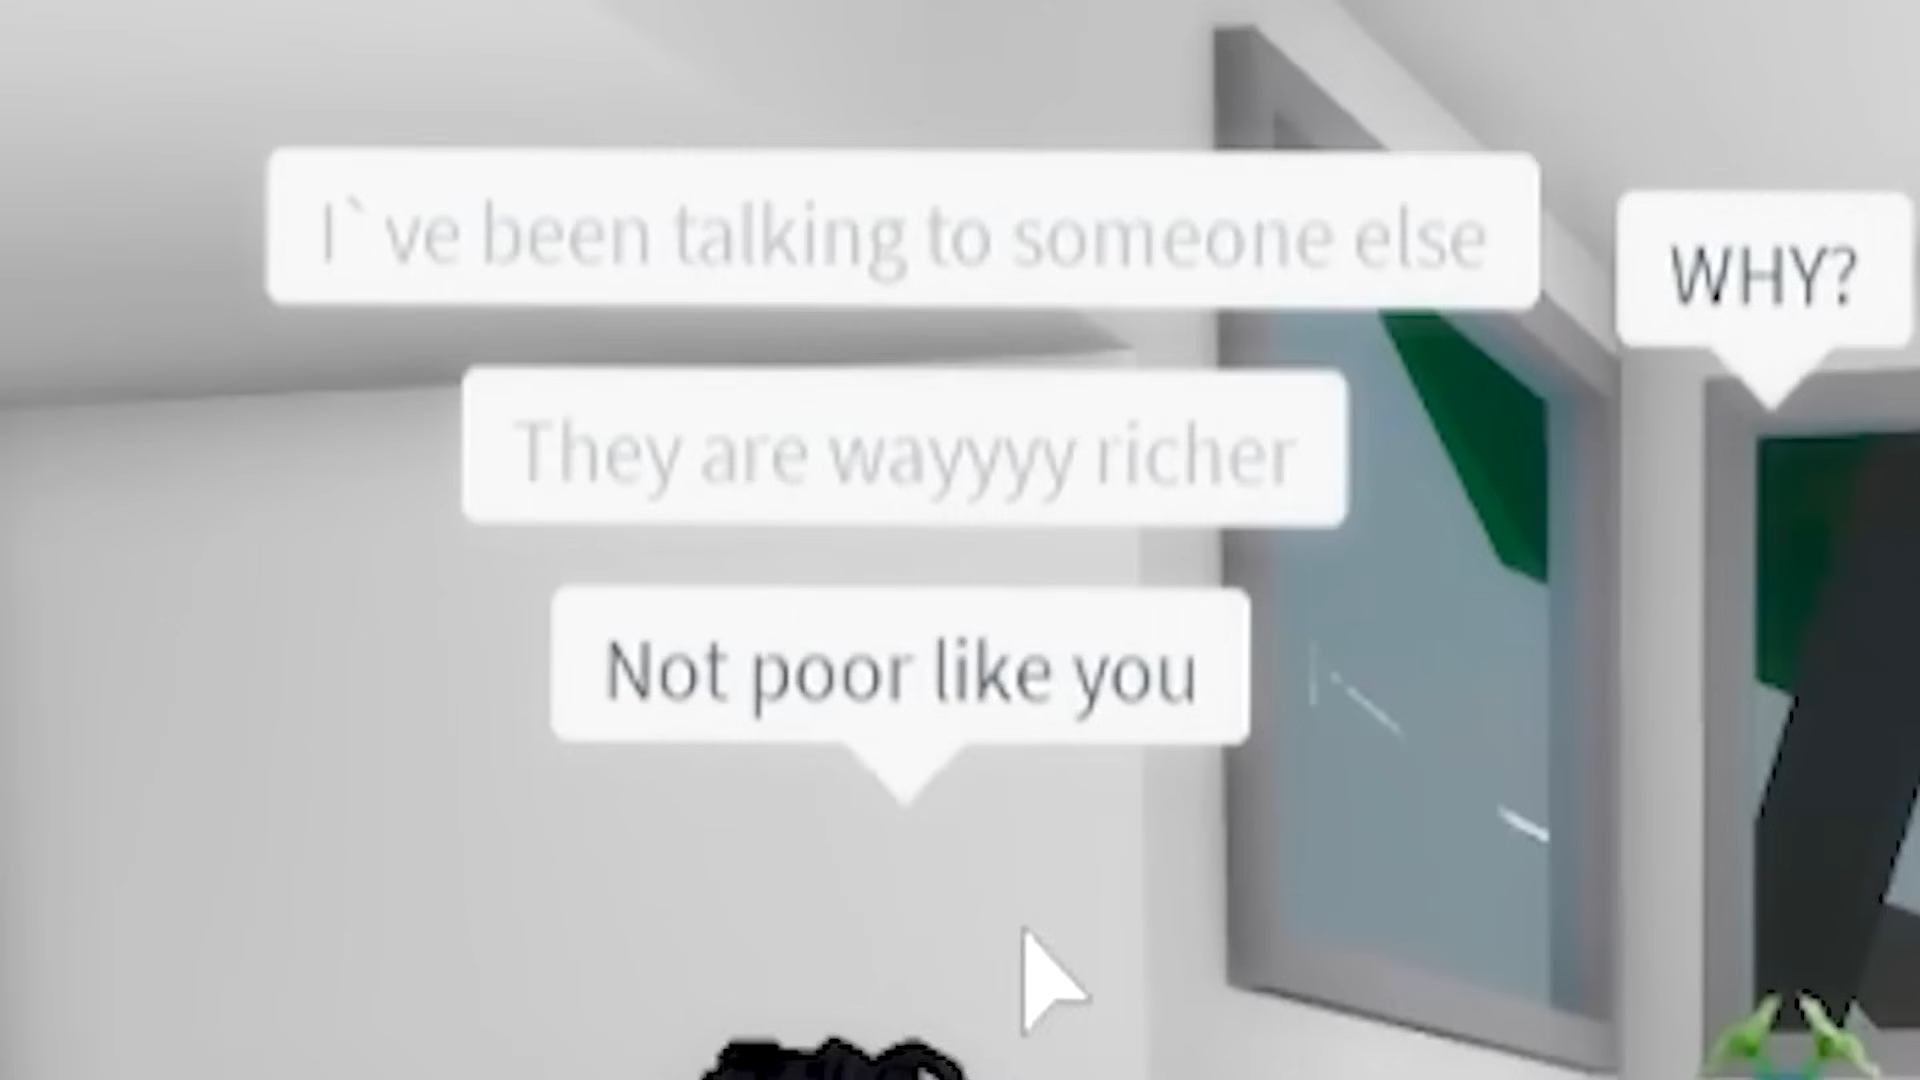 I`ve been talking to someone else
They are wayyyy richer
Not poor like you
WHY?